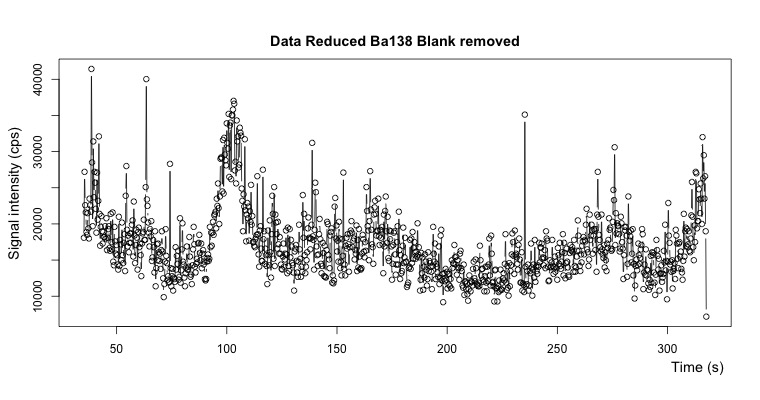 Data Reduced Ba138 Blank removed
Signal intensity (cps)
40000
30000
20000
10000
50 100 150 200 250 300
Time (s)